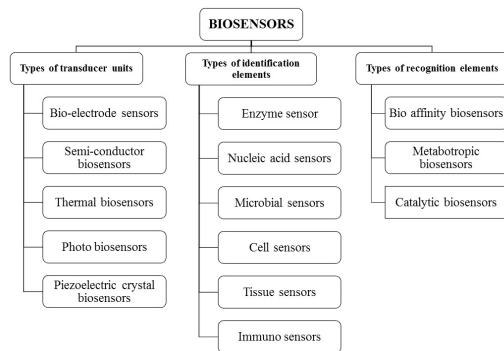 BIOSENSORS
Types of transducer units
Bio-electrode sensors
Semi-conductor
biosensors
Thermal biosensors
Photo biosensors
Piezoelectric crystal
biosensors
Types of identification
elements
Enzyme sensor
Nucleic acid sensors
Microbial sensors
Cell sensors
Tissue sensors
Immuno sensors
Types of recognition elements
Bio affinity biosensors
Metabotropic
biosensors
Catalytic biosensors